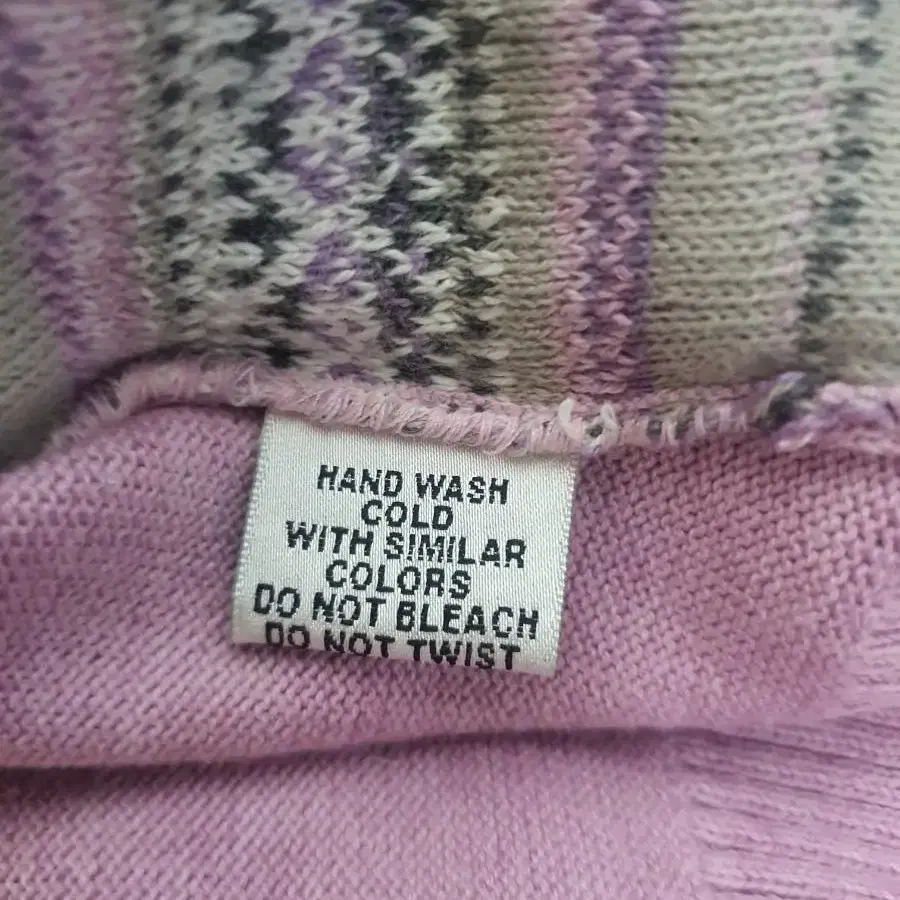 HAND WASH
COLD
WITH SIMILAR
COLORS
DO NOT BLEACH
DO NOT TWIST